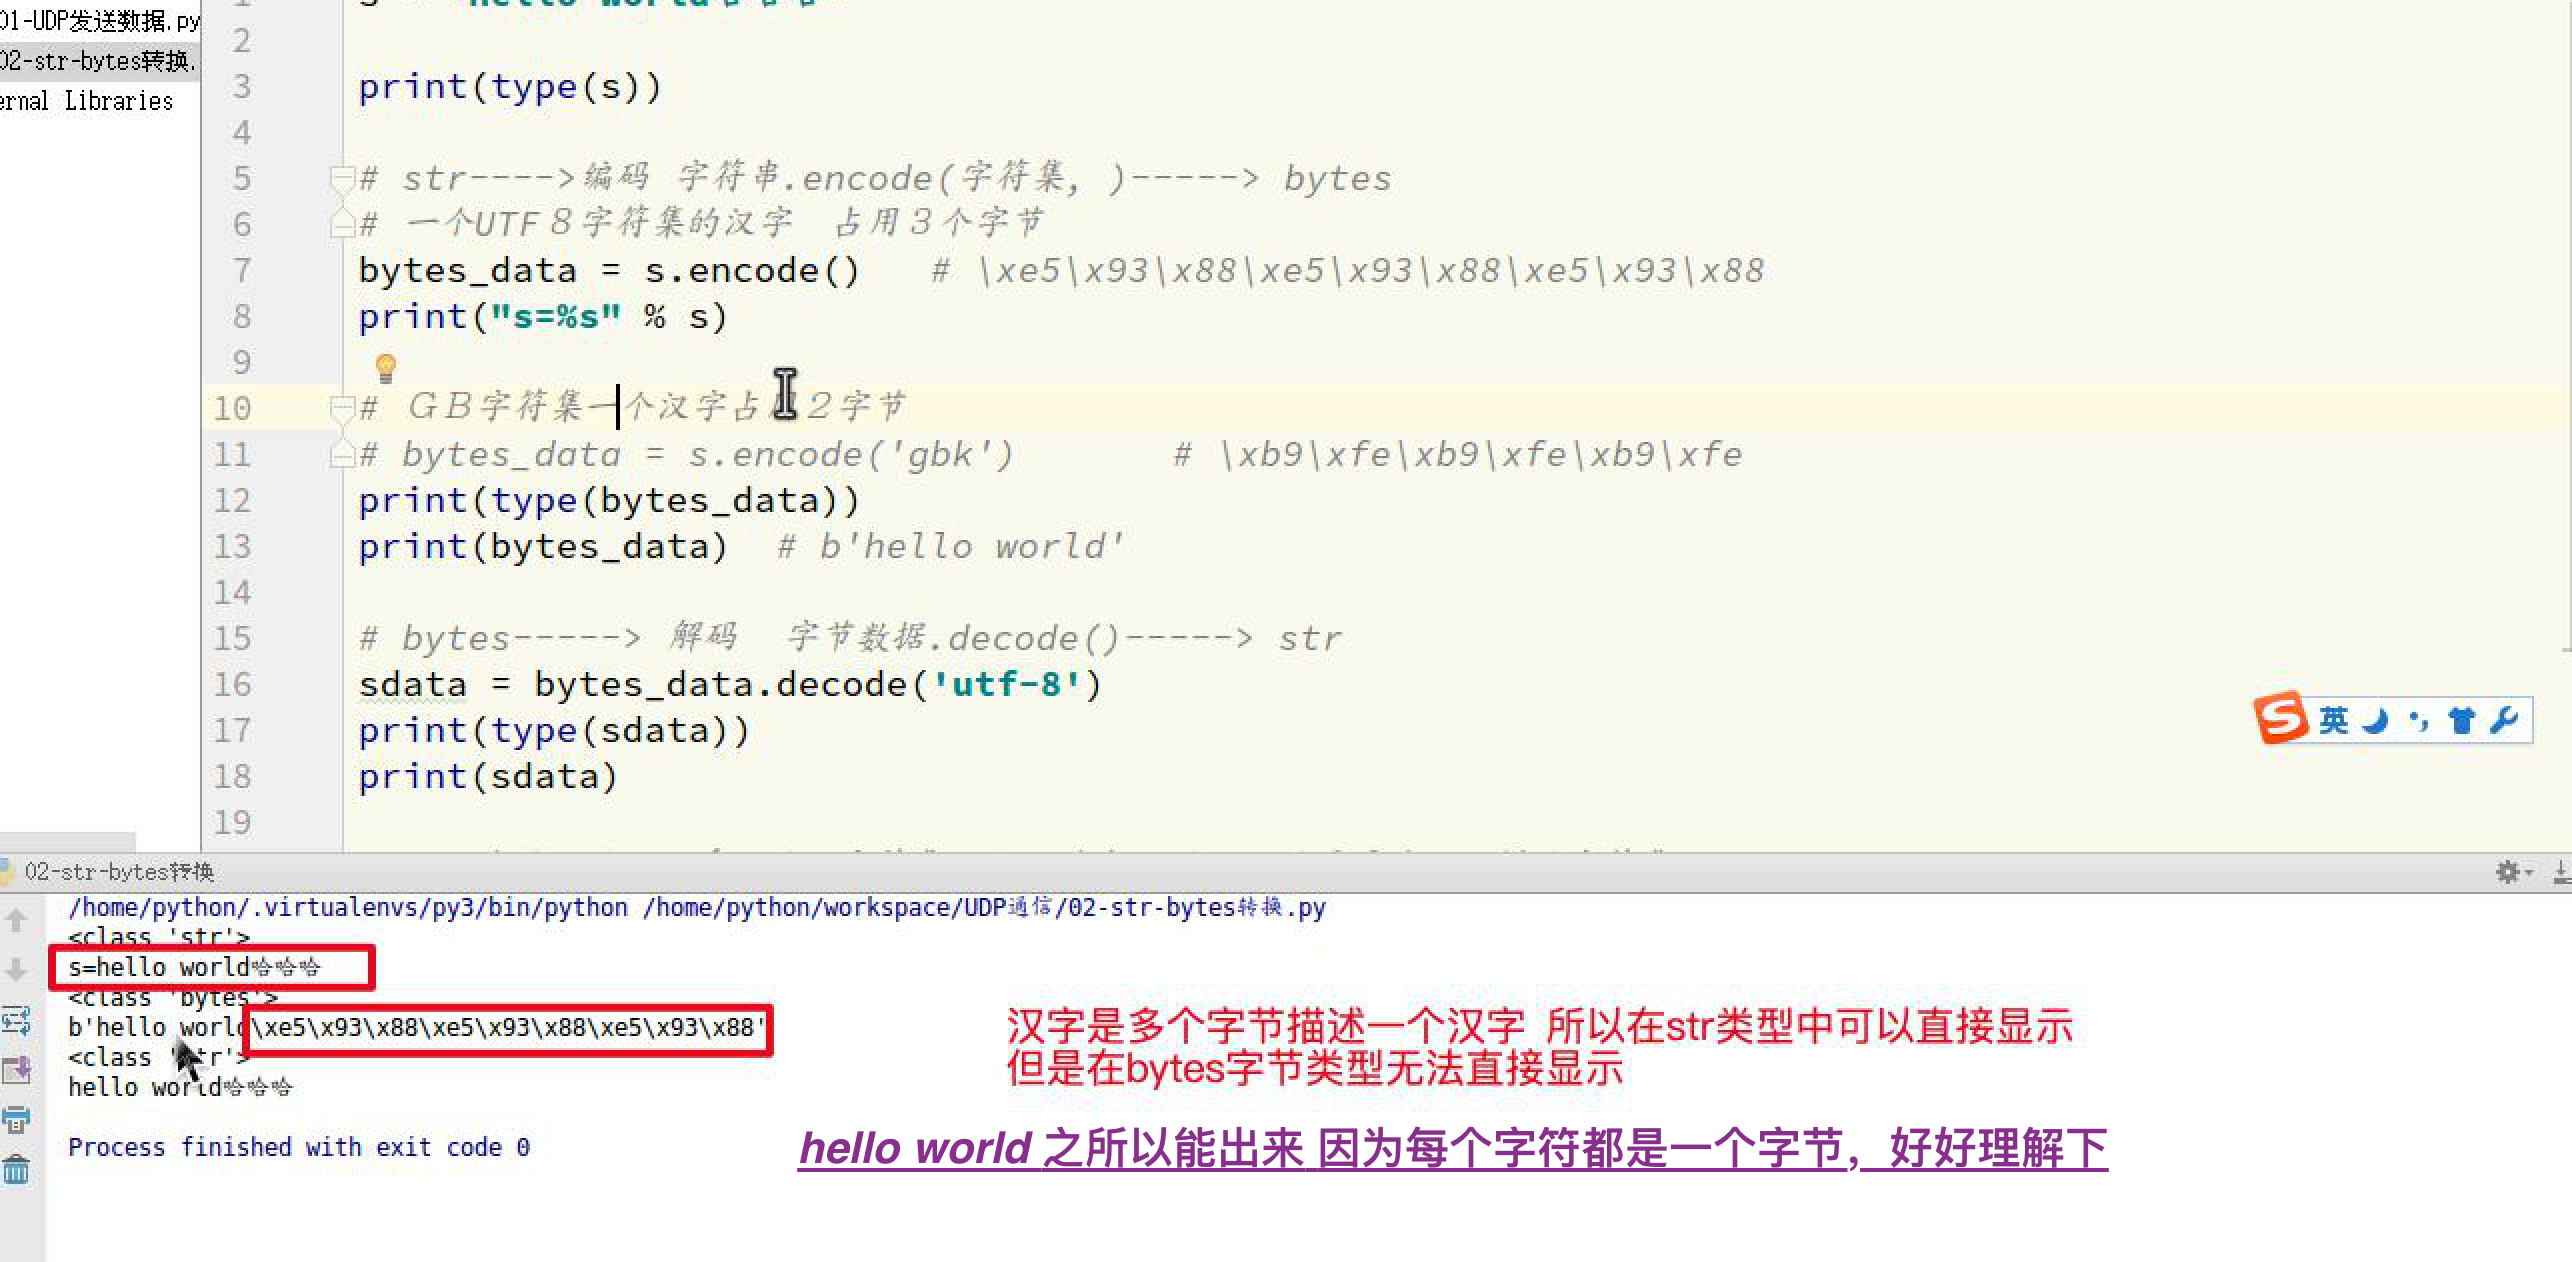 01-UDP发送数据.py
02-str-bytes转换.
ernal Libraries
1
2
3 print(type(s))
4
5 # str---->编码 字符串.encode(字符集, )-----> bytes
6 # 一个UTF８字符集的汉字 占用３个字节
7 bytes_data = s.encode() # \xe5\x93\x88\xe5\x93\x88\xe5\x93\x88
8 print("s=%s" % s)
9
10 # ＧＢ字符集一个汉字占 ２字节
11 # bytes_data = s.encode('gbk') # \xb9\xfe\xb9\xfe\xb9\xfe
12 print(type(bytes_data))
13 print(bytes_data) # b'hello world'
14
15 # bytes-----> 解码 字节数据.decode()-----> str
16 sdata = bytes_data.decode('utf-8')
17 print(type(sdata))
18 print(sdata)
19
英
02-str-bytes转换
/home/python/.virtualenvs/py3/bin/python /home/python/workspace/UDP通信/02-str-bytes转换.py
<class 'str'>
s=hello world哈哈哈
<class 'bytes'>
b'hello world\xe5\x93\x88\xe5\x93\x88\xe5\x93\x88'
<class 'str'>
hello world哈哈哈
Process finished with exit code 0
汉字是多个字节描述一个汉字 所以在str类型中可以直接显示
但是在bytes字节类型无法直接显示
hello world 之所以能出来 因为每个字符都是一个字节，好好理解下